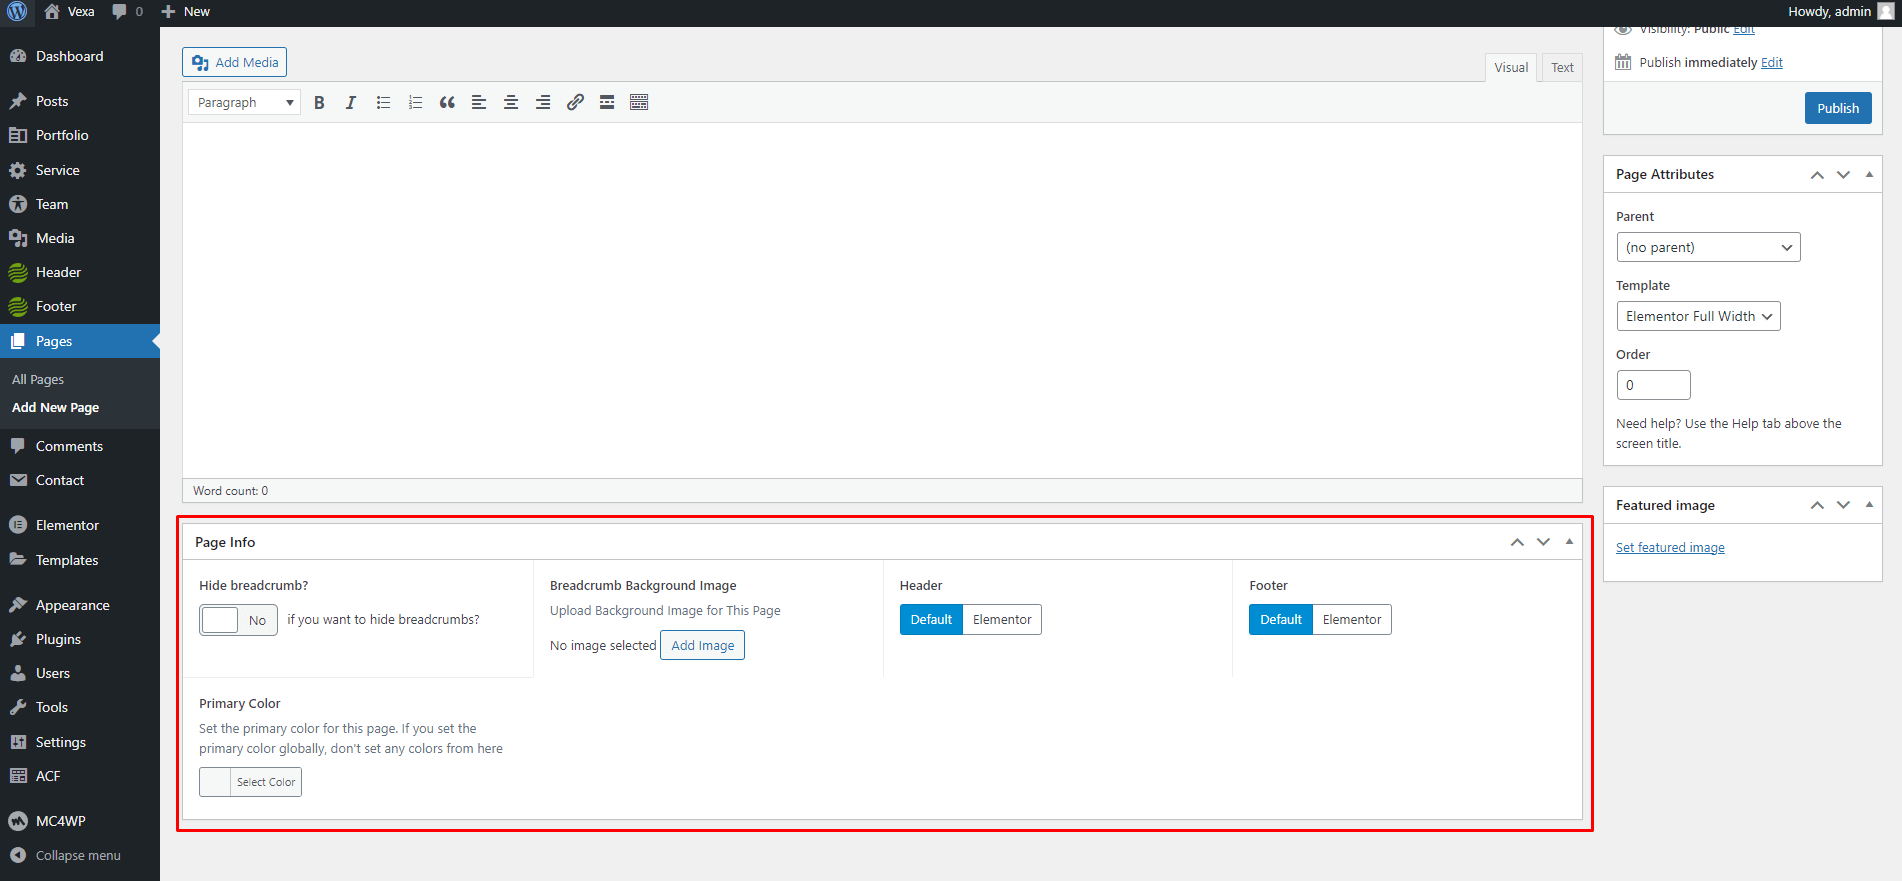 Vexa
0
New
Howdy, admin
Dashboard
Posts
Portfolio
Service
Team
Media
Header
Footer
Pages
All Pages
Add New Page
Comments
Contact
Elementor
Templates
Appearance
Plugins
Users
Tools
Settings
ACF
MC4WP
Collapse menu
Add Media
Visual
Text
Paragraph
B I
Word count: 0
Page Info
Hide breadcrumb?
No
if you want to hide breadcrumbs?
Breadcrumb Background Image
Upload Background Image for This Page
No image selected
Add Image
Header
Default
Elementor
Footer
Default
Elementor
Primary Color
Set the primary color for this page. If you set the
primary color globally, don't set any colors from here
Select Color
Visibility: Public Edit
Publish immediately Edit
Publish
Page Attributes
Parent
(no parent)
Template
Elementor Full Width
Order
0
Need help? Use the Help tab above the
screen title.
Featured image
Set featured image